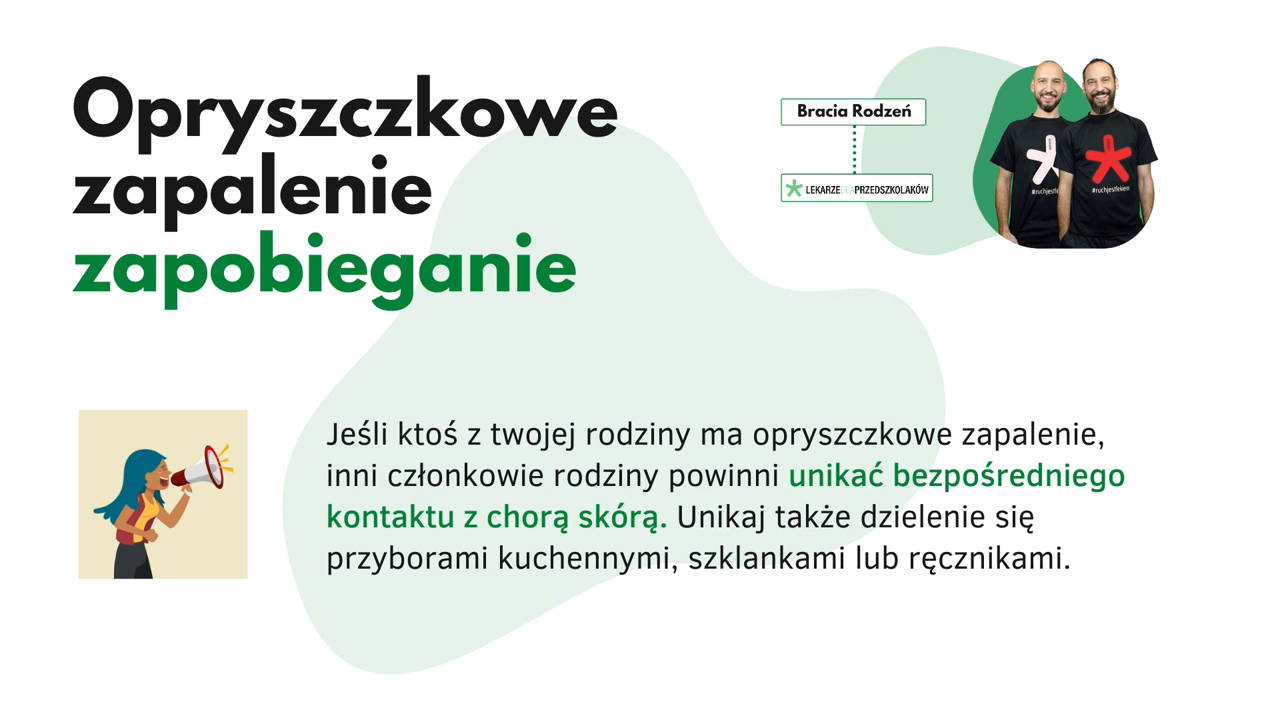 Opryszczkowe
zapalenie
zapobieganie
Bracia Rodzeń
LEKARZEDLAPRZEDSZKOLAKÓW
#ruchjestlekiem
Jeśli ktoś z twojej rodziny ma opryszczkowe zapalenie,
inni członkowie rodziny powinni unikać bezpośredniego
kontaktu z chorą skórą. Unikaj także dzielenie się
przyborami kuchennymi, szklankami lub ręcznikami.